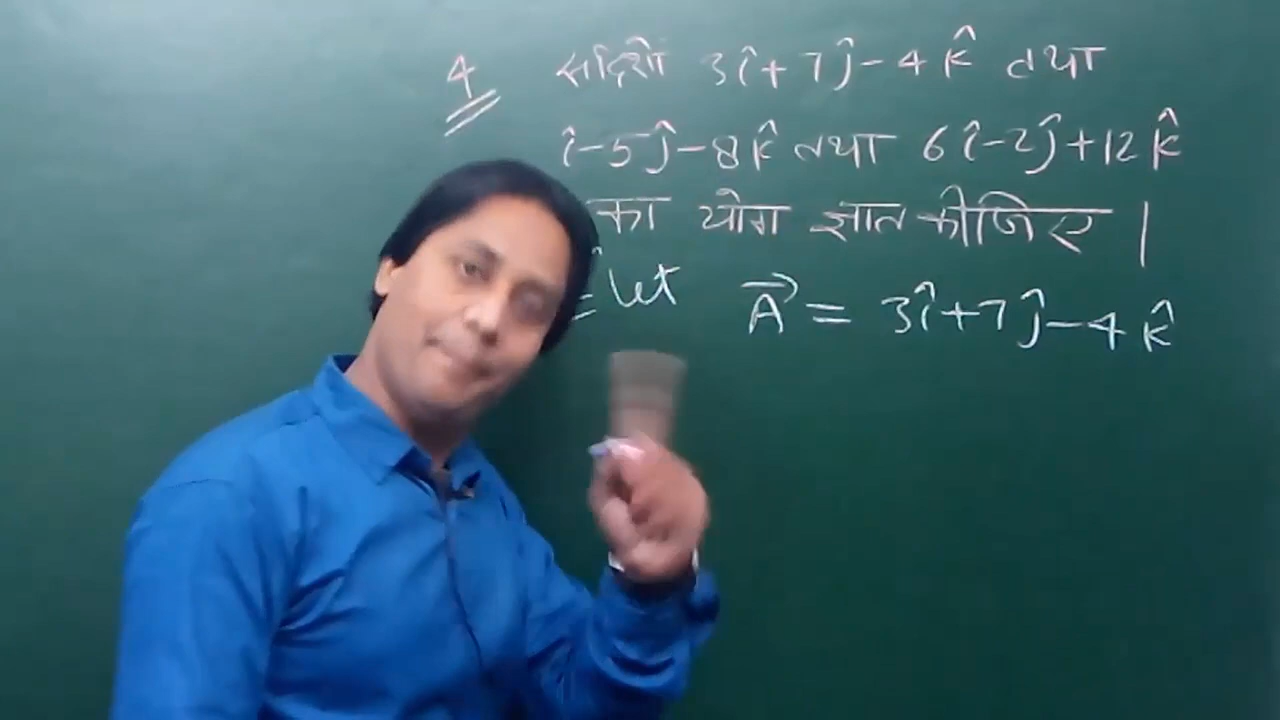 4 सदिशो 3î+7ĵ-4k̂ तथा
î-5ĵ-8k̂ तथा 6î-2ĵ+12k̂
का योग ज्ञात कीजिए |
= let A⃗ = 3î+7ĵ-4k̂